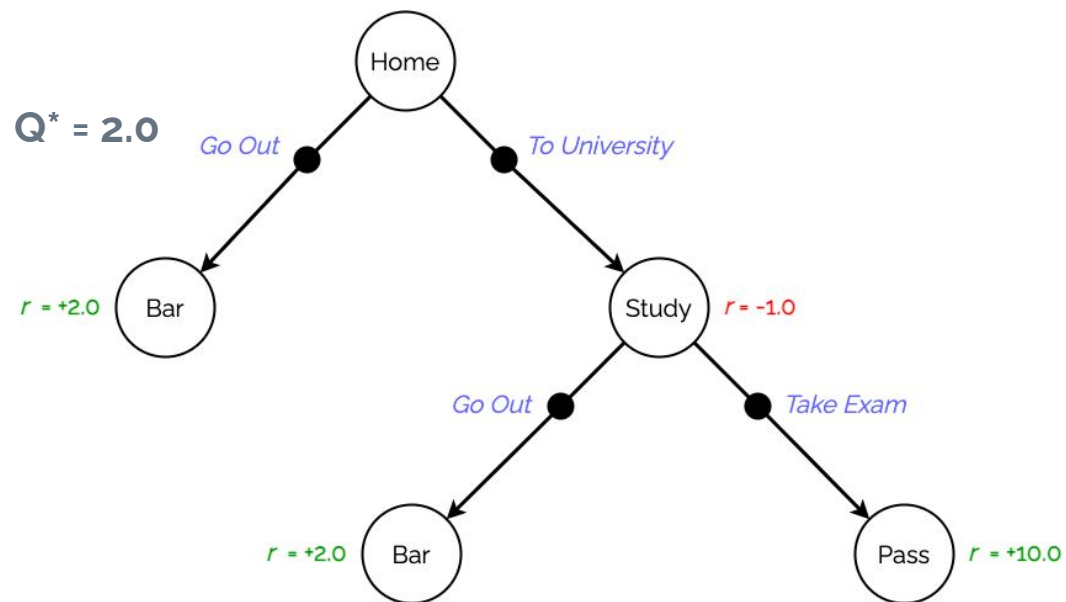 Home
Q* = 2.0
Go Out
To University
r = +2.0
Bar
Study
r = -1.0
Go Out
Take Exam
r = +2.0
Bar
Pass
r = +10.0